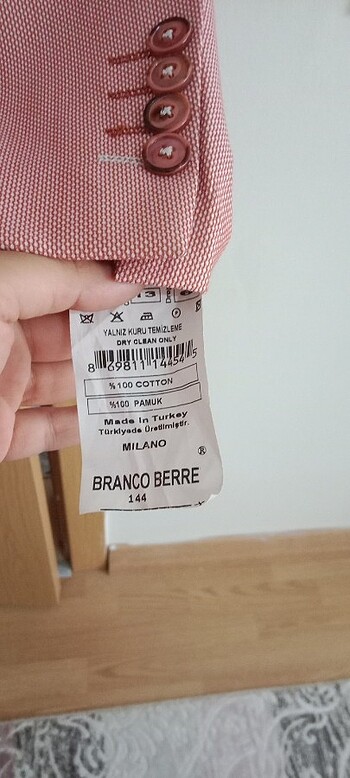 YALNIZ KURU TEMİZLEME
DRY CLEAN ONLY
%100 COTTON
%100 PAMUK
Made In Turkey
Türkiyade Üretilmiştir.
MILANO
®
BRANCO BERRE
144